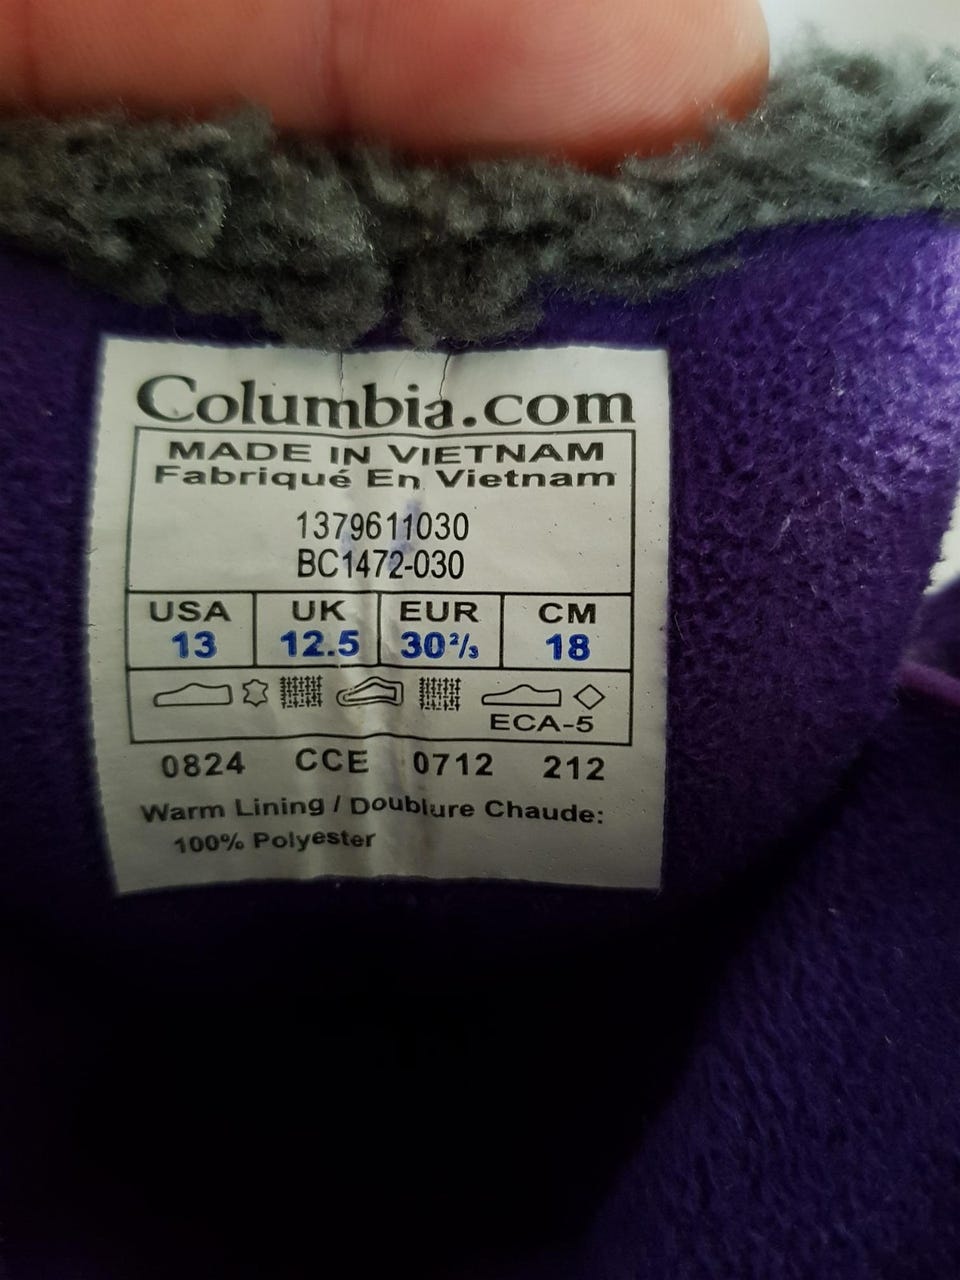 Columbia.com
MADE IN VIETNAM
Fabriqué En Vietnam
1379611030
BC1472-030
USA UK EUR CM
13 12.5 30²/₃ 18
ECA-5
0824 CCE 0712 212
Warm Lining / Doublure Chaude:
100% Polyester